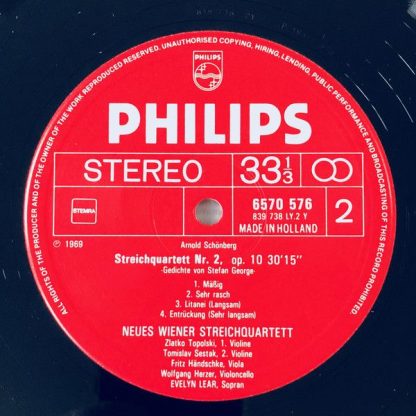 ALL RIGHTS OF THE PRODUCER AND OF THE OWNER OF THE WORK REPRODUCED RESERVED. UNAUTHORISED COPYING, HIRING, LENDING, PUBLIC PERFORMANCE AND BROADCASTING OF THIS RECORD PROHIBITED
PHILIPS
PHILIPS
STEREO 33 1/3
STEMRA
6570 576
839 738 LY.2 Y
MADE IN HOLLAND
2
℗ 1969
Arnold Schönberg
Streichquartett Nr. 2, op. 10 30'15"
-Gedichte von Stefan George-
1. Mäßig
2. Sehr rasch
3. Litanei (Langsam)
4. Entrückung (Sehr langsam)
NEUES WIENER STREICHQUARTETT
Zlatko Topolski, 1. Violine
Tomislav Šestak, 2. Violine
Fritz Händschke, Viola
Wolfgang Herzer, Violoncello
EVELYN LEAR, Sopran